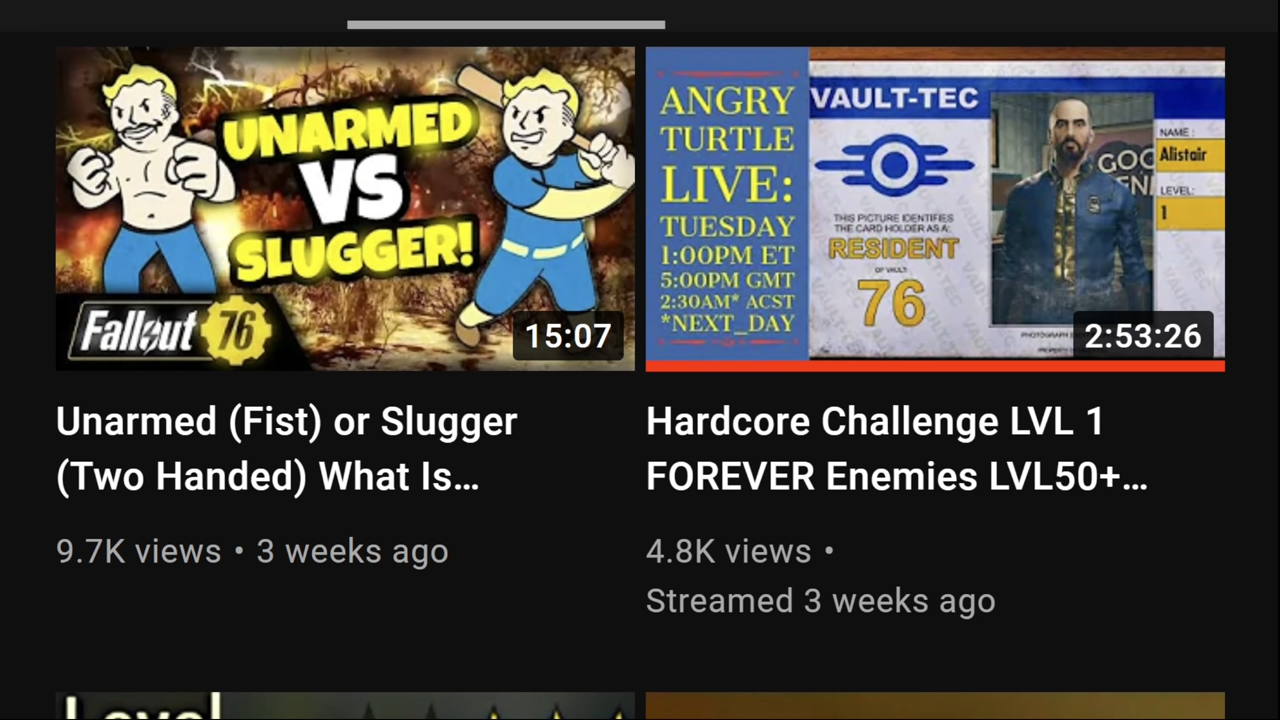 UNARMED
VS
SLUGGER!
Fallout 76
15:07
ANGRY
TURTLE
LIVE:
TUESDAY
1:00PM ET
5:00PM GMT
2:30AM* ACST
*NEXT_DAY
VAULT-TEC
THIS PICTURE IDENTIFIES
THE CARD HOLDER AS A:
RESIDENT
OF VAULT:
76
NAME :
Alistair
LEVEL:
1
2:53:26
Unarmed (Fist) or Slugger
(Two Handed) What Is...
9.7K views • 3 weeks ago
Hardcore Challenge LVL 1
FOREVER Enemies LVL50+...
4.8K views •
Streamed 3 weeks ago
Level